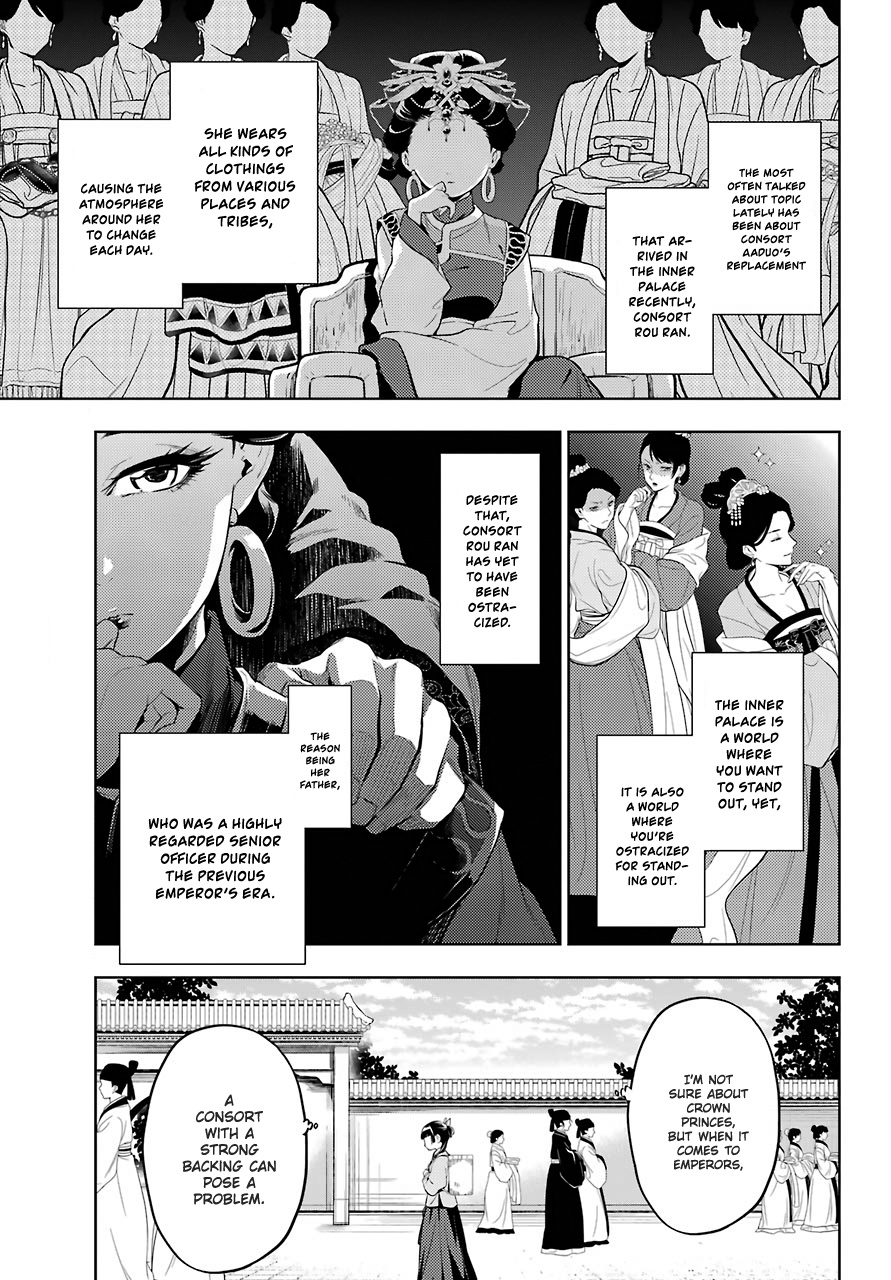 THE MOST
OFTEN TALKED
ABOUT TOPIC
LATELY HAS
BEEN ABOUT
CONSORT
AADUO'S
REPLACEMENT
THAT AR-
RIVED IN
THE INNER
PALACE
RECENTLY,
CONSORT
ROU RAN.
SHE WEARS
ALL KINDS OF
CLOTHINGS
FROM VARIOUS
PLACES AND
TRIBES,
CAUSING THE
ATMOSPHERE
AROUND HER
TO CHANGE
EACH DAY.
THE INNER
PALACE IS
A WORLD
WHERE
YOU WANT
TO STAND
OUT, YET,
IT IS ALSO
A WORLD
WHERE
YOU'RE
OSTRACIZED
FOR STAND-
ING OUT.
DESPITE
THAT,
CONSORT
ROU RAN
HAS YET
TO HAVE
BEEN
OSTRA-
CIZED.
THE
REASON
BEING
HER
FATHER,
WHO WAS A HIGHLY
REGARDED SENIOR
OFFICER DURING
THE PREVIOUS
EMPEROR'S ERA.
I'M NOT
SURE ABOUT
CROWN
PRINCES,
BUT WHEN IT
COMES TO
EMPERORS,
A
CONSORT
WITH A
STRONG
BACKING CAN
POSE A
PROBLEM.